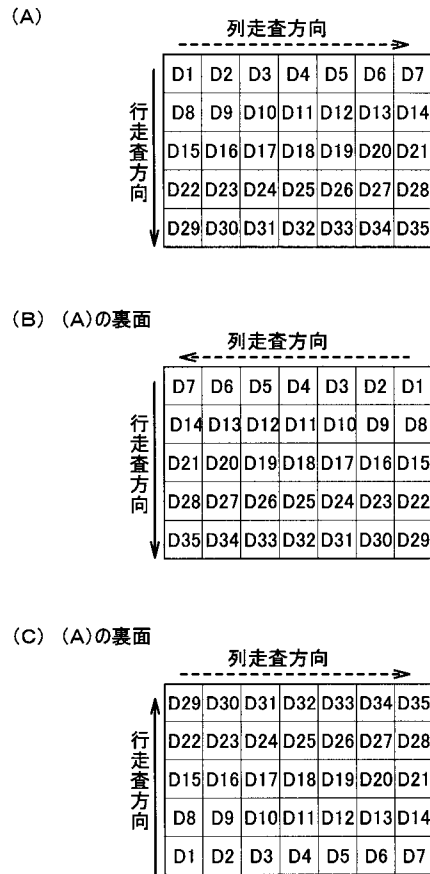 (A)
列走査方向
行走査方向
D1 D2 D3 D4 D5 D6 D7
D8 D9 D10 D11 D12 D13 D14
D15 D16 D17 D18 D19 D20 D21
D22 D23 D24 D25 D26 D27 D28
D29 D30 D31 D32 D33 D34 D35
(B) (A)の裏面
列走査方向
行走査方向
D7 D6 D5 D4 D3 D2 D1
D14 D13 D12 D11 D10 D9 D8
D21 D20 D19 D18 D17 D16 D15
D28 D27 D26 D25 D24 D23 D22
D35 D34 D33 D32 D31 D30 D29
(C) (A)の裏面
列走査方向
行走査方向
D29 D30 D31 D32 D33 D34 D35
D22 D23 D24 D25 D26 D27 D28
D15 D16 D17 D18 D19 D20 D21
D8 D9 D10 D11 D12 D13 D14
D1 D2 D3 D4 D5 D6 D7